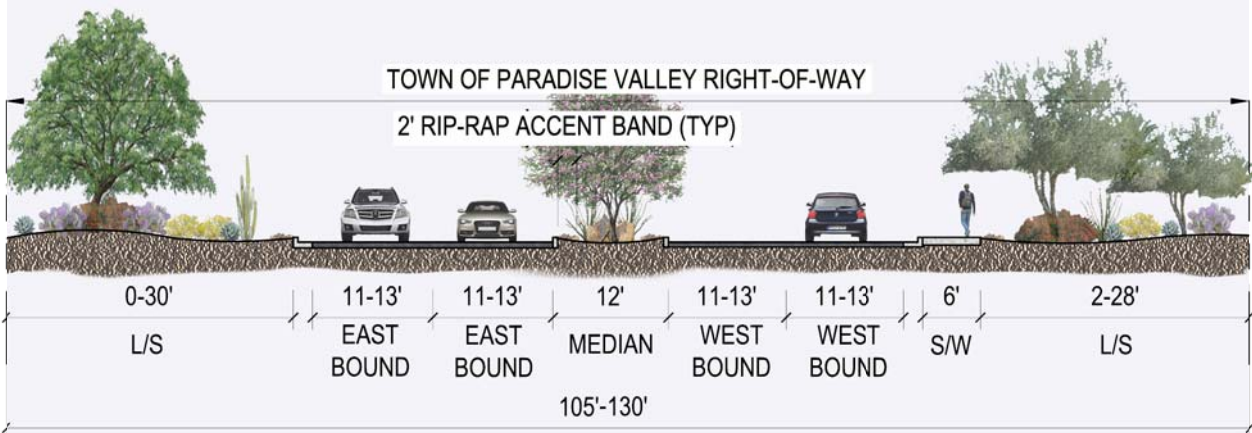 TOWN OF PARADISE VALLEY RIGHT-OF-WAY
2' RIP-RAP ACCENT BAND (TYP)
0-30' 11-13' 11-13' 12' 11-13' 11-13' 6' 2-28'
L/S EAST BOUND EAST BOUND MEDIAN WEST BOUND WEST BOUND S/W L/S
105'-130'